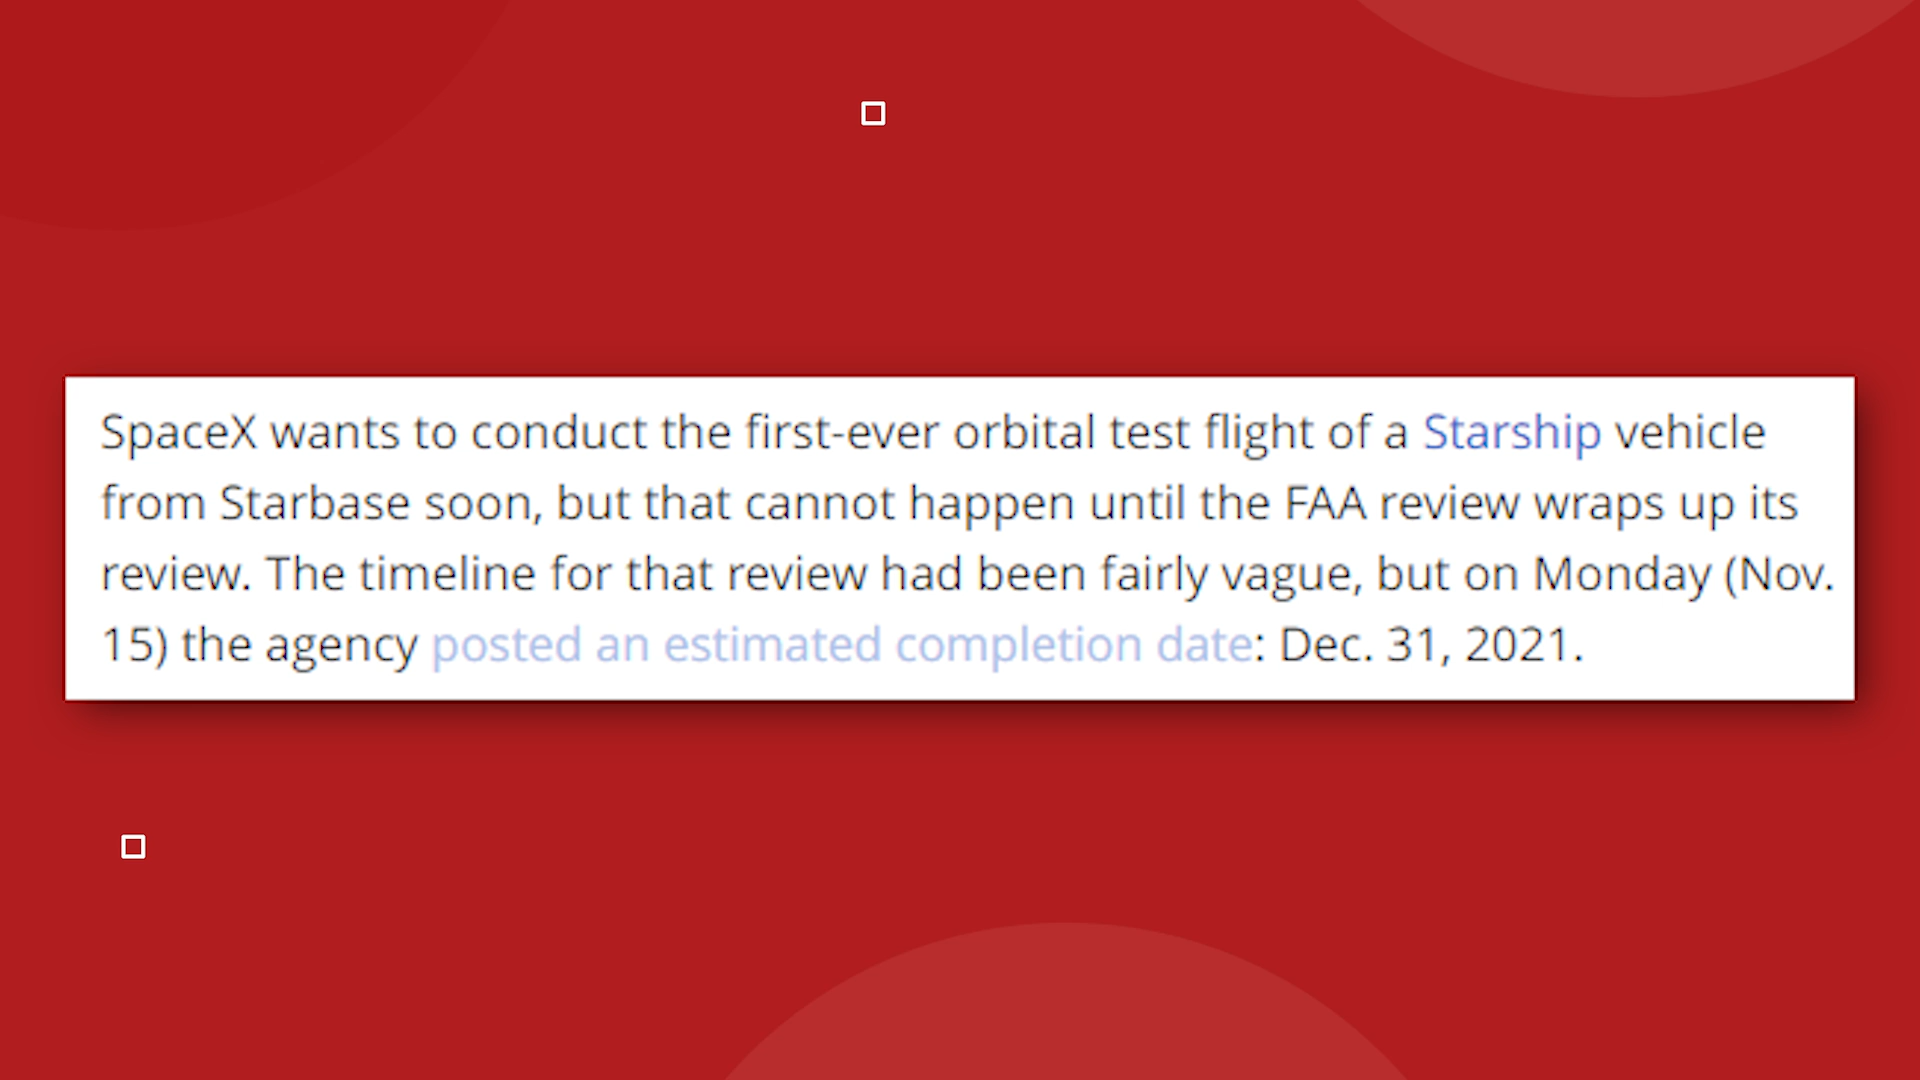 SpaceX wants to conduct the first-ever orbital test flight of a Starship vehicle
from Starbase soon, but that cannot happen until the FAA review wraps up its
review. The timeline for that review had been fairly vague, but on Monday (Nov.
15) the agency posted an estimated completion date: Dec. 31, 2021.